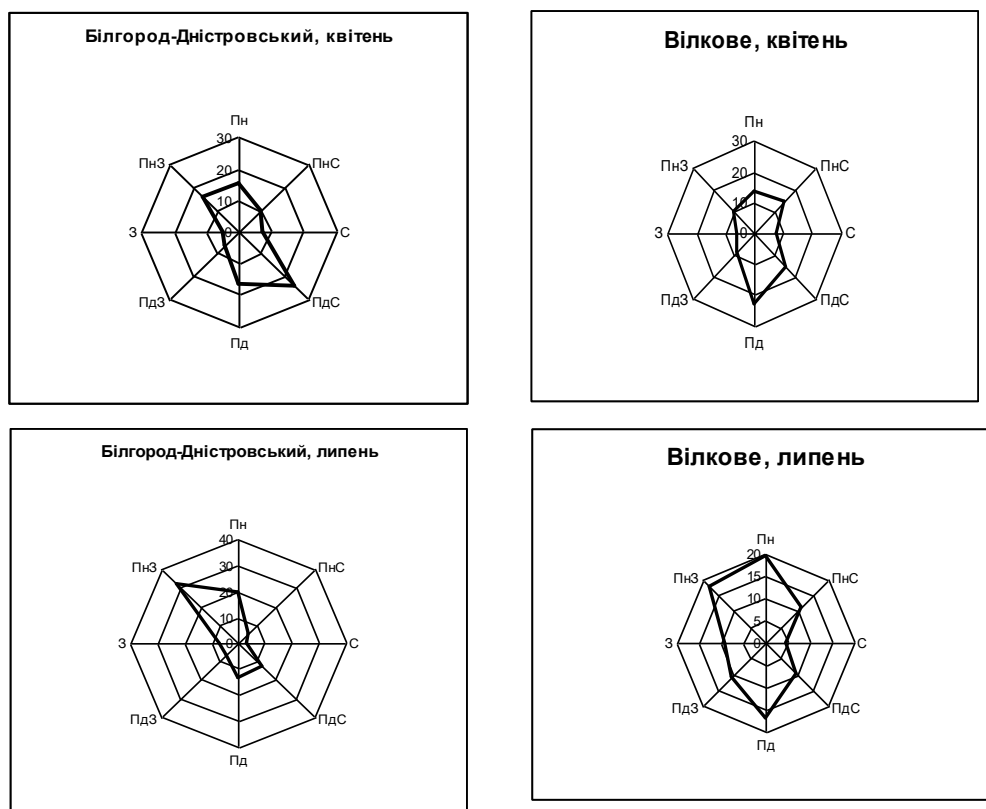 Білгород-Дністровський, квітень
Пн
30
ПнЗ
ПнС
20
10
З
0
С
ПдЗ
ПдС
Пд
Вілкове, квітень
Пн
30
ПнЗ
ПнС
20
10
З
0
С
ПдЗ
ПдС
Пд
Білгород-Дністровський, липень
Пн
40
ПнЗ
ПнС
30
20
10
З
0
С
ПдЗ
ПдС
Пд
Вілкове, липень
Пн
20
ПнЗ
ПнС
15
10
5
З
0
С
ПдЗ
ПдС
Пд